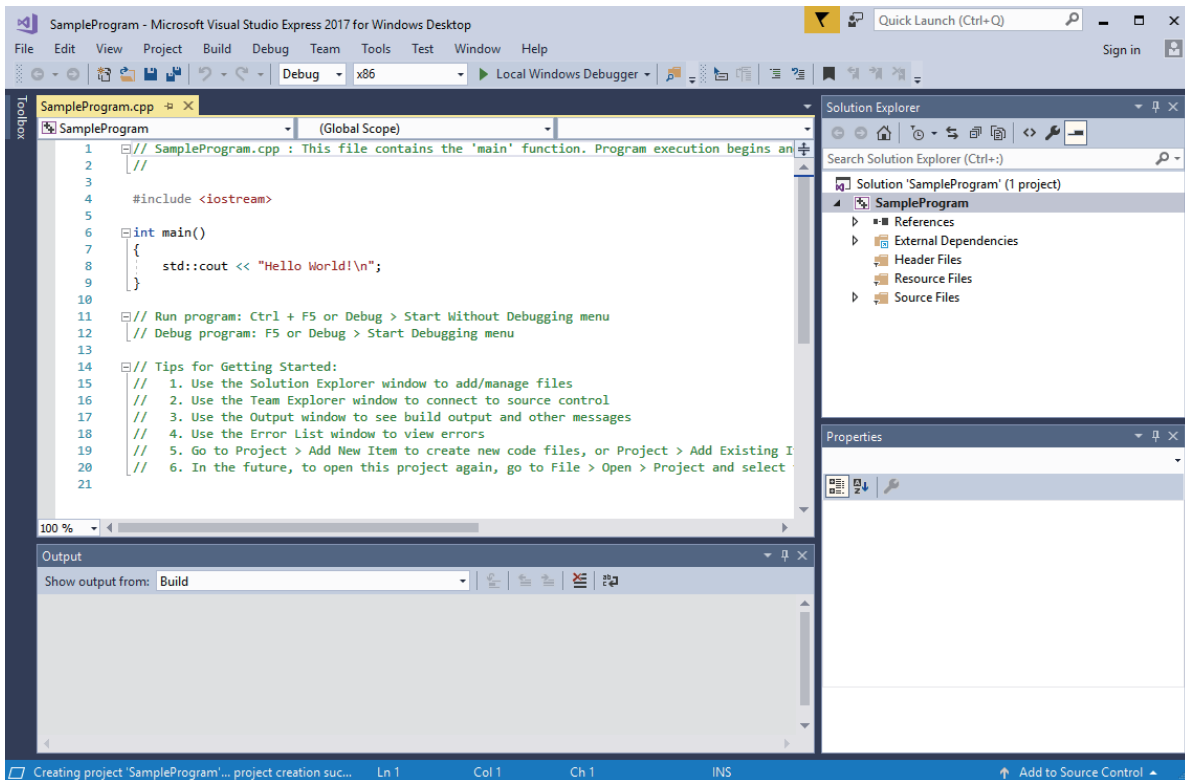 SampleProgram - Microsoft Visual Studio Express 2017 for Windows Desktop
Quick Launch (Ctrl+Q)
File Edit View Project Build Debug Team Tools Test Window Help
Sign in
Debug x86 Local Windows Debugger
Toolbox
SampleProgram.cpp
SampleProgram (Global Scope)
1 // SampleProgram.cpp : This file contains the 'main' function. Program execution begins an
2 //
3
4 #include <iostream>
5
6 int main()
7 {
8 std::cout << "Hello World!\n";
9 }
10
11 // Run program: Ctrl + F5 or Debug > Start Without Debugging menu
12 // Debug program: F5 or Debug > Start Debugging menu
13
14 // Tips for Getting Started:
15 // 1. Use the Solution Explorer window to add/manage files
16 // 2. Use the Team Explorer window to connect to source control
17 // 3. Use the Output window to see build output and other messages
18 // 4. Use the Error List window to view errors
19 // 5. Go to Project > Add New Item to create new code files, or Project > Add Existing I
20 // 6. In the future, to open this project again, go to File > Open > Project and select
21
100 %
Output
Show output from: Build
Solution Explorer
Search Solution Explorer (Ctrl+:)
Solution 'SampleProgram' (1 project)
SampleProgram
References
External Dependencies
Header Files
Resource Files
Source Files
Properties
Creating project 'SampleProgram'... project creation suc... Ln 1 Col 1 Ch 1 INS Add to Source Control